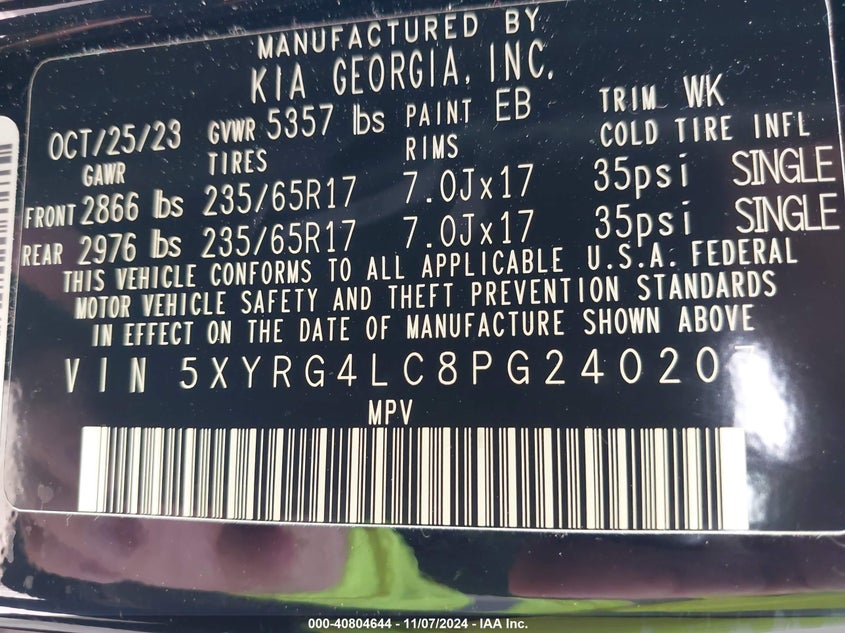 MANUFACTURED BY
KIA GEORGIA, INC.
OCT/25/23 GVWR 5357 lbs PAINT EB TRIM WK
GAWR TIRES RIMS COLD TIRE INFL
FRONT 2866 lbs 235/65R17 7.0Jx17 35psi SINGLE
REAR 2976 lbs 235/65R17 7.0Jx17 35psi SINGLE
THIS VEHICLE CONFORMS TO ALL APPLICABLE U.S.A. FEDERAL
MOTOR VEHICLE SAFETY AND THEFT PREVENTION STANDARDS
IN EFFECT ON THE DATE OF MANUFACTURE SHOWN ABOVE
VIN 5XYRG4LC8PG240207
MPV
000-40804644 - 11/07/2024 - IAA Inc.